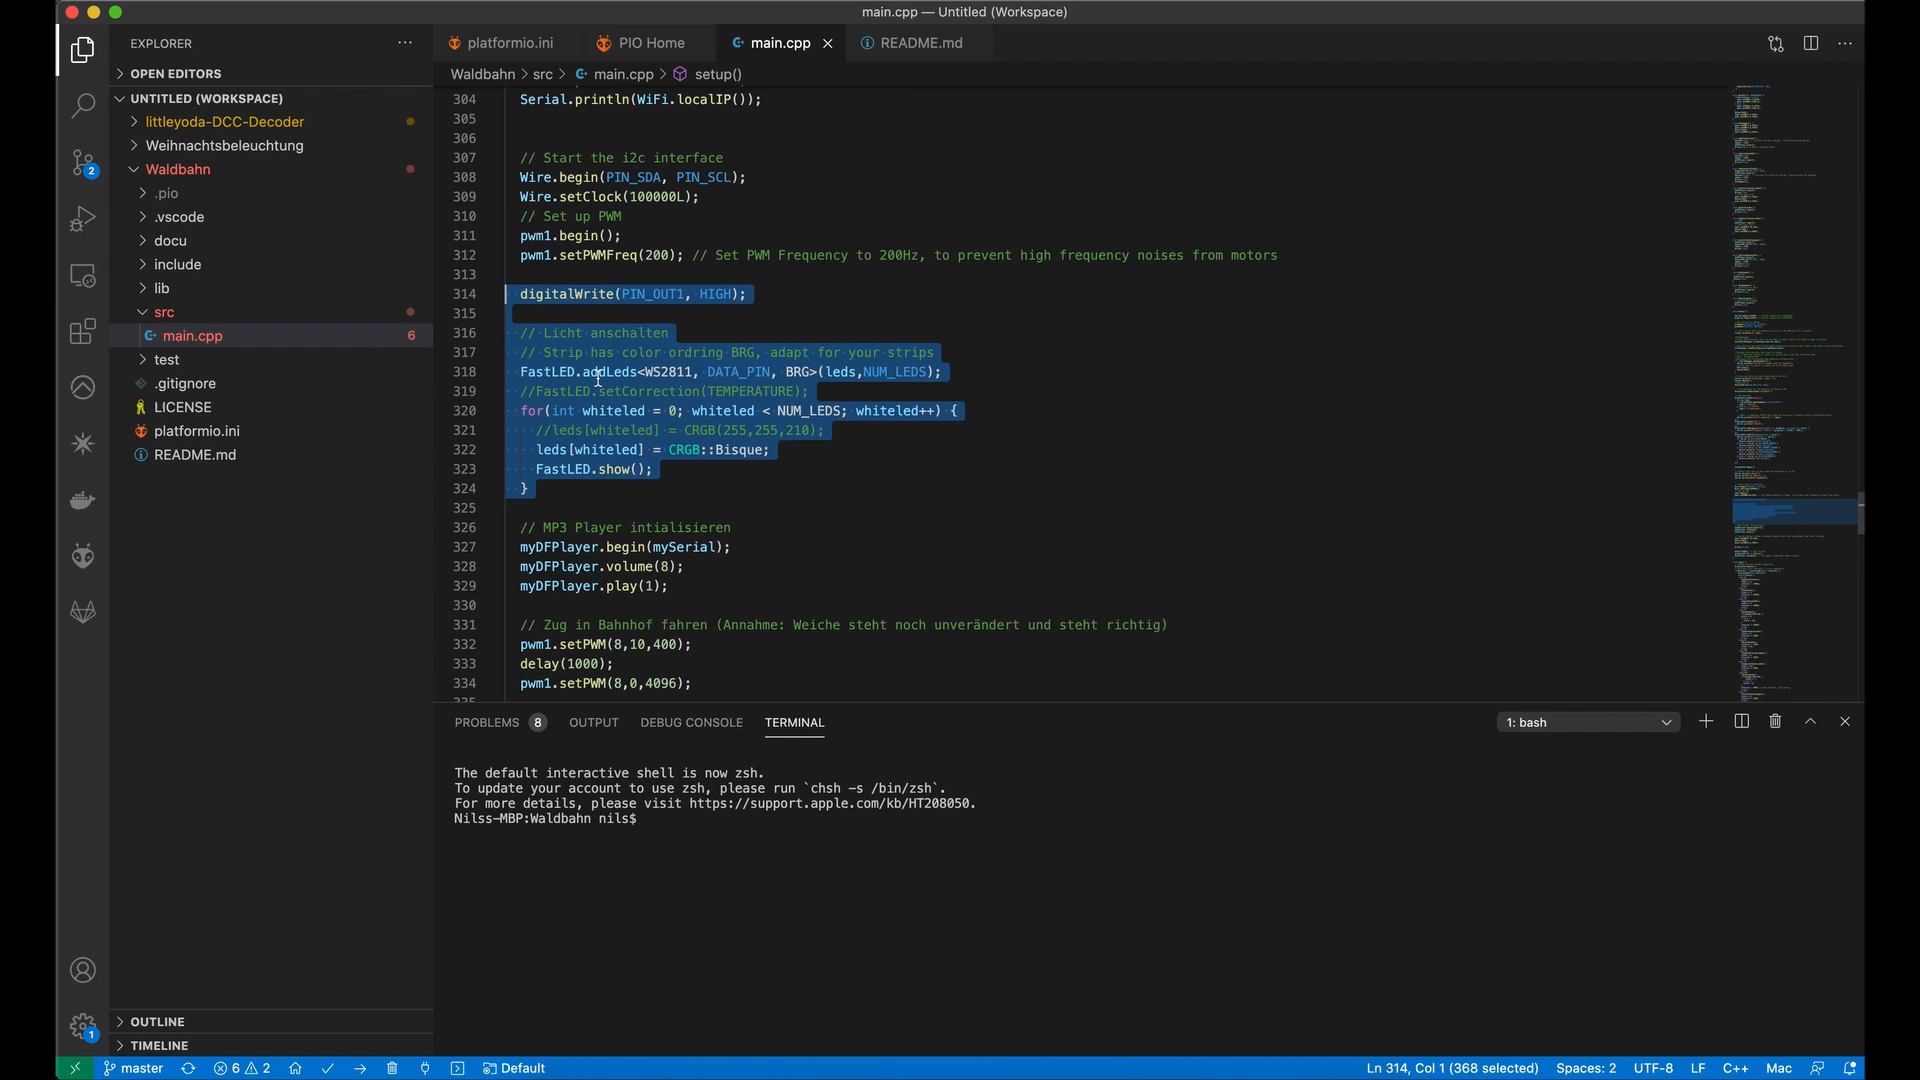 main.cpp — Untitled (Workspace)
EXPLORER
platformio.ini
PIO Home
main.cpp
README.md
OPEN EDITORS
Waldbahn > src > main.cpp > setup()
UNTITLED (WORKSPACE)
littleyoda-DCC-Decoder
Weihnachtsbeleuchtung
Waldbahn
.pio
.vscode
docu
include
lib
src
main.cpp 6
test
.gitignore
LICENSE
platformio.ini
README.md
2
1
OUTLINE
TIMELINE
304 Serial.println(WiFi.localIP());
305
306
307 // Start the i2c interface
308 Wire.begin(PIN_SDA, PIN_SCL);
309 Wire.setClock(100000L);
310 // Set up PWM
311 pwm1.begin();
312 pwm1.setPWMFreq(200); // Set PWM Frequency to 200Hz, to prevent high frequency noises from motors
313
314 digitalWrite(PIN_OUT1, HIGH);
315
316 // Licht anschalten
317 // Strip has color ordring BRG, adapt for your strips
318 FastLED.addLeds<WS2811, DATA_PIN, BRG>(leds,NUM_LEDS);
319 //FastLED.setCorrection(TEMPERATURE);
320 for(int whiteled = 0; whiteled < NUM_LEDS; whiteled++) {
321 //leds[whiteled] = CRGB(255,255,210);
322 leds[whiteled] = CRGB::Bisque;
323 FastLED.show();
324 }
325
326 // MP3 Player intialisieren
327 myDFPlayer.begin(mySerial);
328 myDFPlayer.volume(8);
329 myDFPlayer.play(1);
330
331 // Zug in Bahnhof fahren (Annahme: Weiche steht noch unverändert und steht richtig)
332 pwm1.setPWM(8,10,400);
333 delay(1000);
334 pwm1.setPWM(8,0,4096);
PROBLEMS 8 OUTPUT DEBUG CONSOLE TERMINAL
1: bash
The default interactive shell is now zsh.
To update your account to use zsh, please run `chsh -s /bin/zsh`.
For more details, please visit https://support.apple.com/kb/HT208050.
Nilss-MBP:Waldbahn nils$
master 6 2 Default
Ln 314, Col 1 (368 selected) Spaces: 2 UTF-8 LF C++ Mac